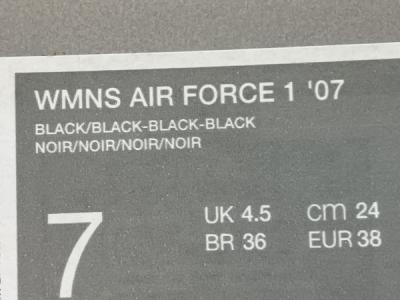 WMNS AIR FORCE 1 '07
BLACK/BLACK-BLACK-BLACK
NOIR/NOIR/NOIR/NOIR
7
UK 4.5 cm 24
BR 36 EUR 38